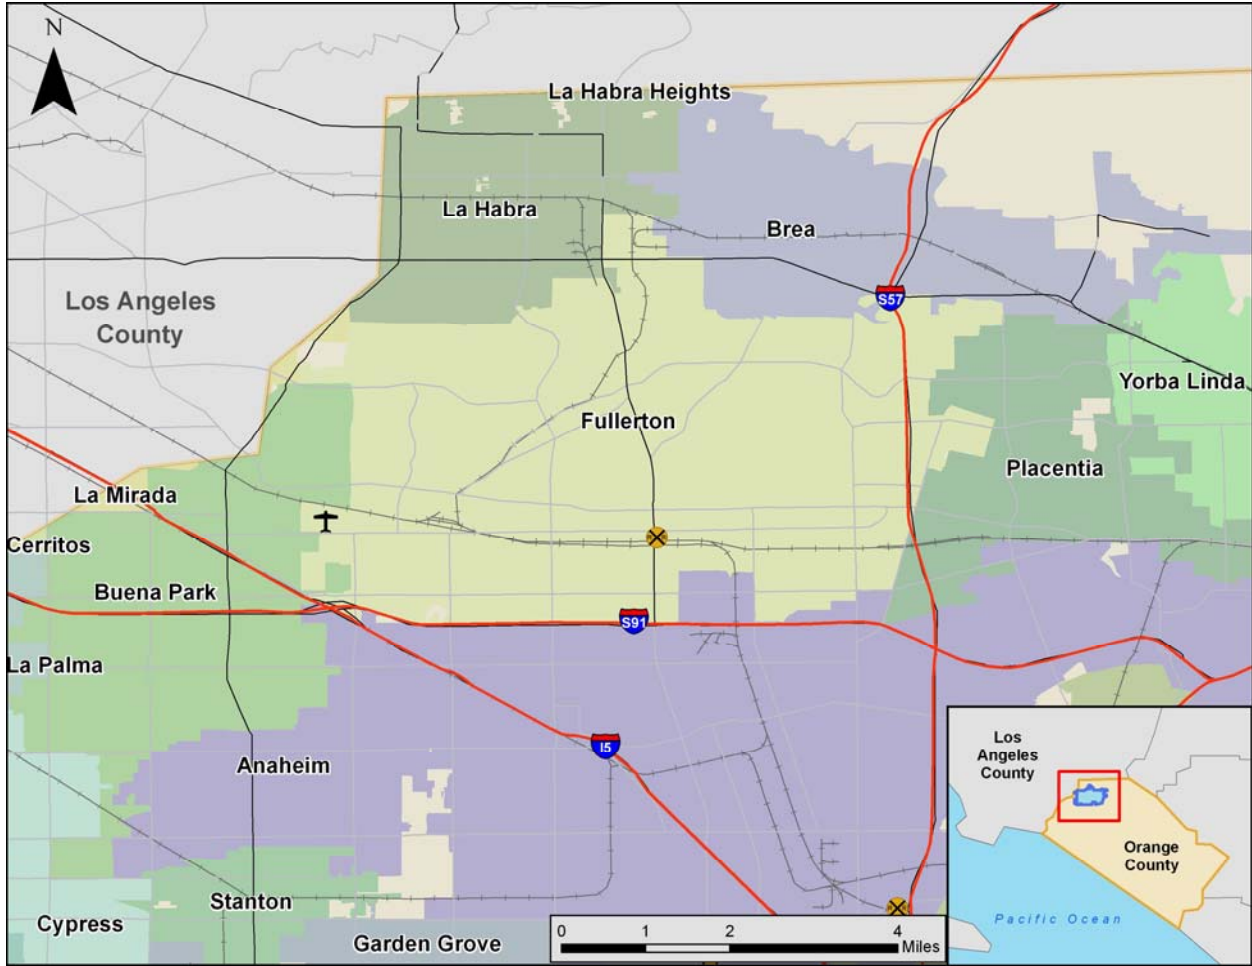 N
La Habra Heights
La Habra
Brea
Los Angeles
County
S57
Yorba Linda
Fullerton
Placentia
La Mirada
Cerritos
Buena Park
S91
La Palma
I5
Anaheim
Los
Angeles
County
Orange
County
Stanton
Cypress
Pacific Ocean
Garden Grove
0 1 2 4
Miles